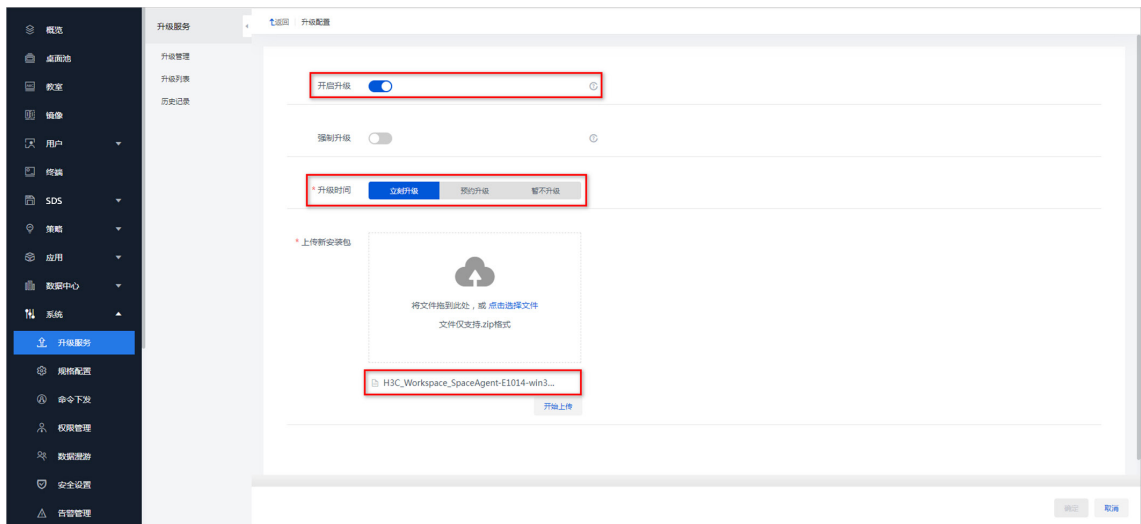 概览
桌面池
教室
镜像
用户
终端
SDS
策略
应用
数据中心
系统
升级服务
规格配置
命令下发
权限管理
数据漫游
安全设置
告警管理
升级服务
升级管理
升级列表
历史记录
返回 升级配置
开启升级
强制升级
* 升级时间 立刻升级 预约升级 暂不升级
* 上传新安装包
将文件拖到此处，或 点击选择文件
文件仅支持.zip格式
H3C_Workspace_SpaceAgent-E1014-win3...
开始上传
确定 取消